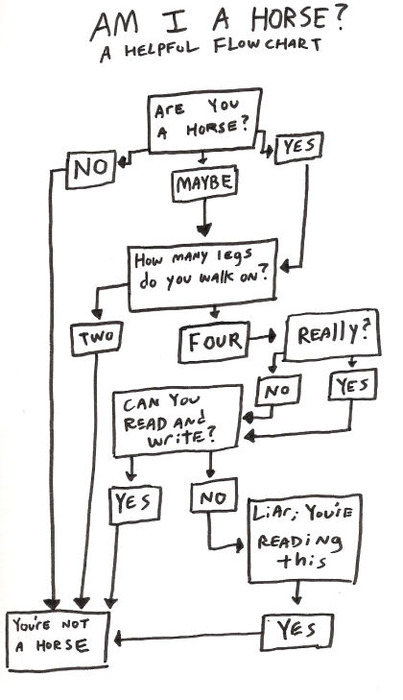 AM I A HORSE?
A HELPFUL FLOWCHART
ARE YOU
A HORSE?
NO
YES
MAYBE
HOW MANY lEgS
do you wAlk on?
TWO
FOUR
REAlly?
NO
YES
CAN YOU
READ AND
WRiTE?
YES
NO
LiAr; YOU'RE
READiNg
this
YOU'RE NOT
A HORSE
YES